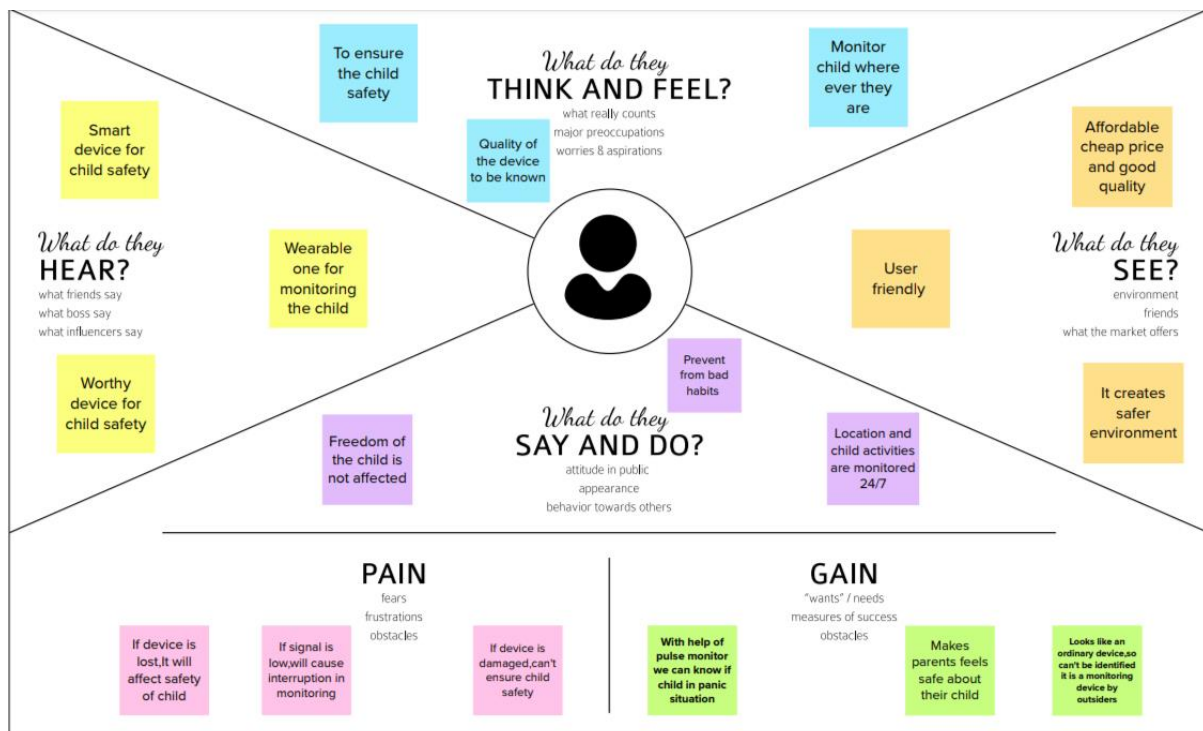 To ensure
the child
safety
What do they
THINK AND FEEL?
what really counts
major preoccupations
worries & aspirations
Quality of
the device
to be known
Monitor
child where
ever they
are
Smart
device for
child safety
What do they
HEAR?
what friends say
what boss say
what influencers say
Wearable
one for
monitoring
the child
Worthy
device for
child safety
Affordable
cheap price
and good
quality
User
friendly
What do they
SEE?
environment
friends
what the market offers
It creates
safer
environment
Prevent
from bad
habits
What do they
SAY AND DO?
attitude in public
appearance
behavior towards others
Freedom of
the child is
not affected
Location and
child activities
are monitored
24/7
PAIN
fears
frustrations
obstacles
If device is
lost,It will
affect safety
of child
If signal is
low,will cause
interruption in
monitoring
If device is
damaged,can't
ensure child
safety
GAIN
"wants" / needs
measures of success
obstacles
With help of
pulse monitor
we can know if
child in panic
situation
Makes
parents feels
safe about
their child
Looks like an
ordinary device,so
can't be identified
it is a monitoring
device by
outsiders